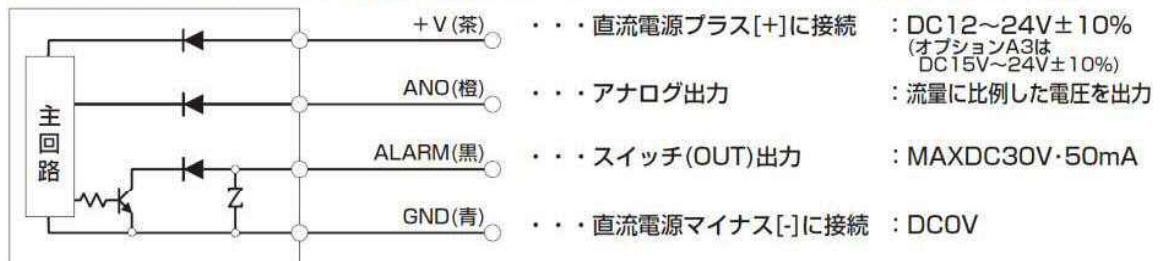 +V(茶) ・・・直流電源プラス[+]に接続 :DC12〜24V±10%
(オプションA3は
DC15V〜24V±10%)
ANO(橙) ・・・アナログ出力 :流量に比例した電圧を出力
主回路
ALARM(黒) ・・・スイッチ(OUT)出力 :MAXDC30V・50mA
GND(青) ・・・直流電源マイナス[-]に接続 :DC0V